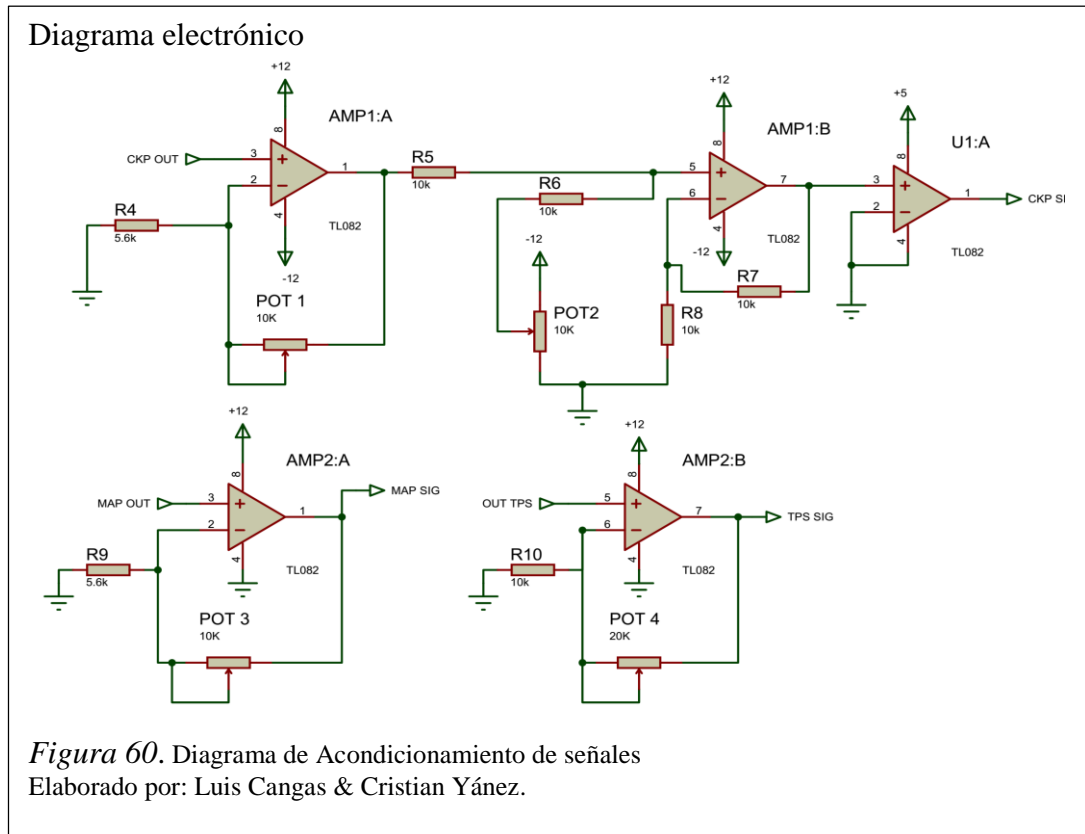 Diagrama electrónico
+12
AMP1:A
8
CKP OUT
3
2
1
4
TL082
-12
R4
5.6k
POT 1
10K
R5
10k
R6
10k
-12
POT2
10K
+12
AMP1:B
8
5
6
7
4
TL082
-12
R7
10k
R8
10k
+5
U1:A
8
3
2
1
4
TL082
CKP SI
+12
AMP2:A
8
MAP OUT
3
2
1
4
TL082
MAP SIG
R9
5.6k
POT 3
10K
+12
AMP2:B
8
OUT TPS
5
6
7
4
TL082
TPS SIG
R10
10k
POT 4
20K
Figura 60. Diagrama de Acondicionamiento de señales
Elaborado por: Luis Cangas & Cristian Yánez.